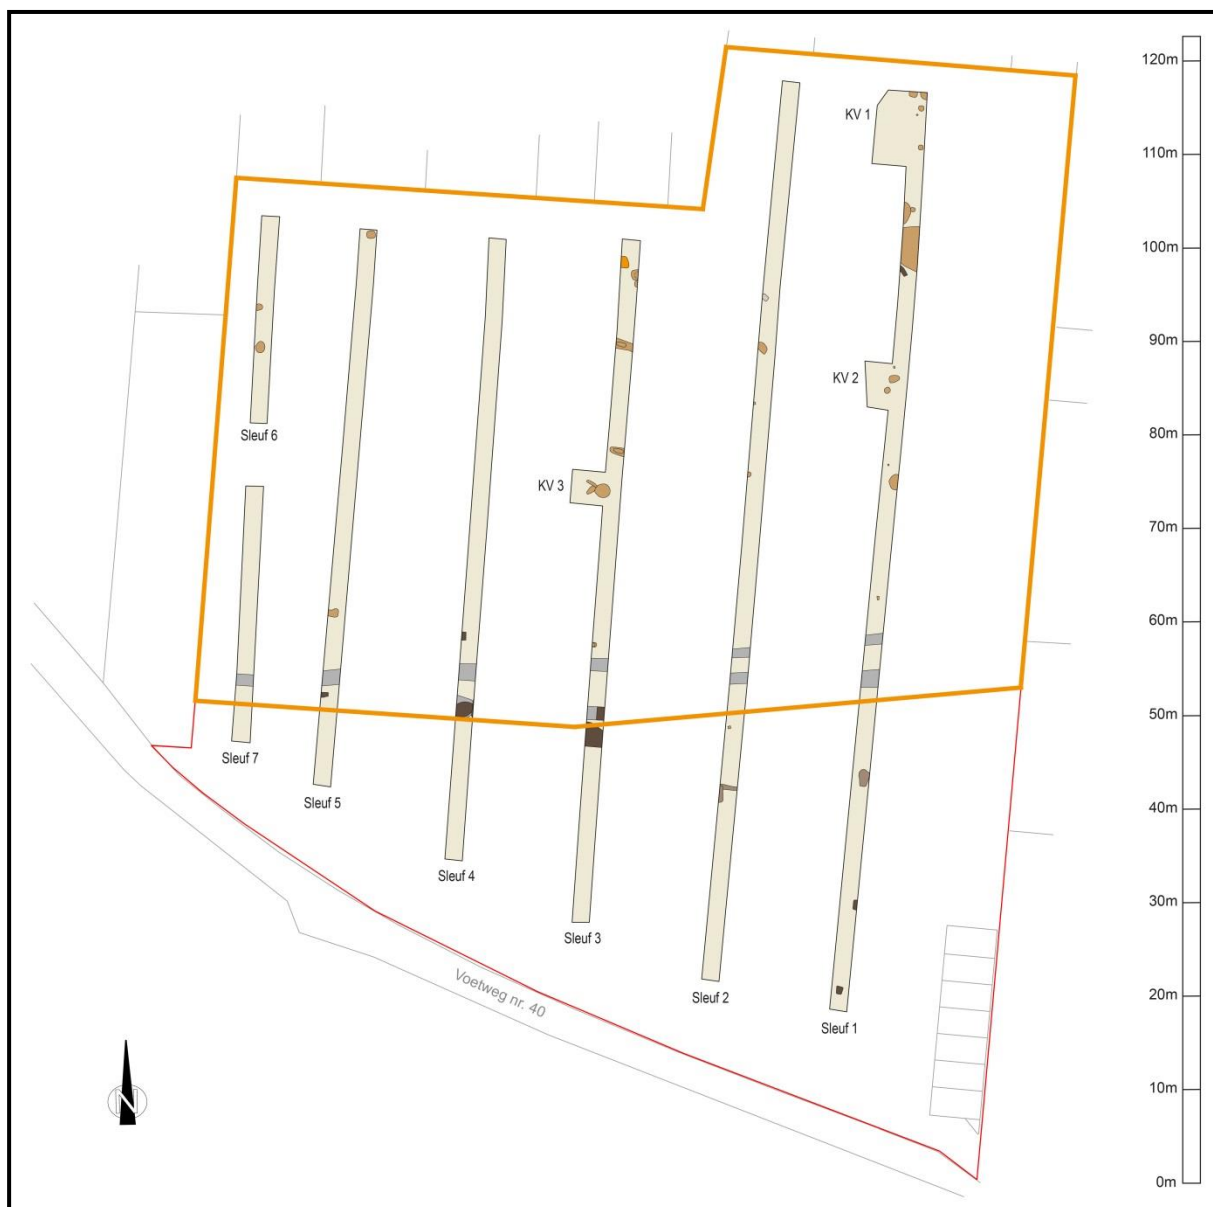 120m
KV 1
110m
100m
90m
KV 2
80m
Sleuf 6
KV 3
70m
60m
50m
Sleuf 7
Sleuf 5
40m
Sleuf 4
30m
Sleuf 3
Voetweg nr. 40
Sleuf 2
20m
Sleuf 1
N
10m
0m